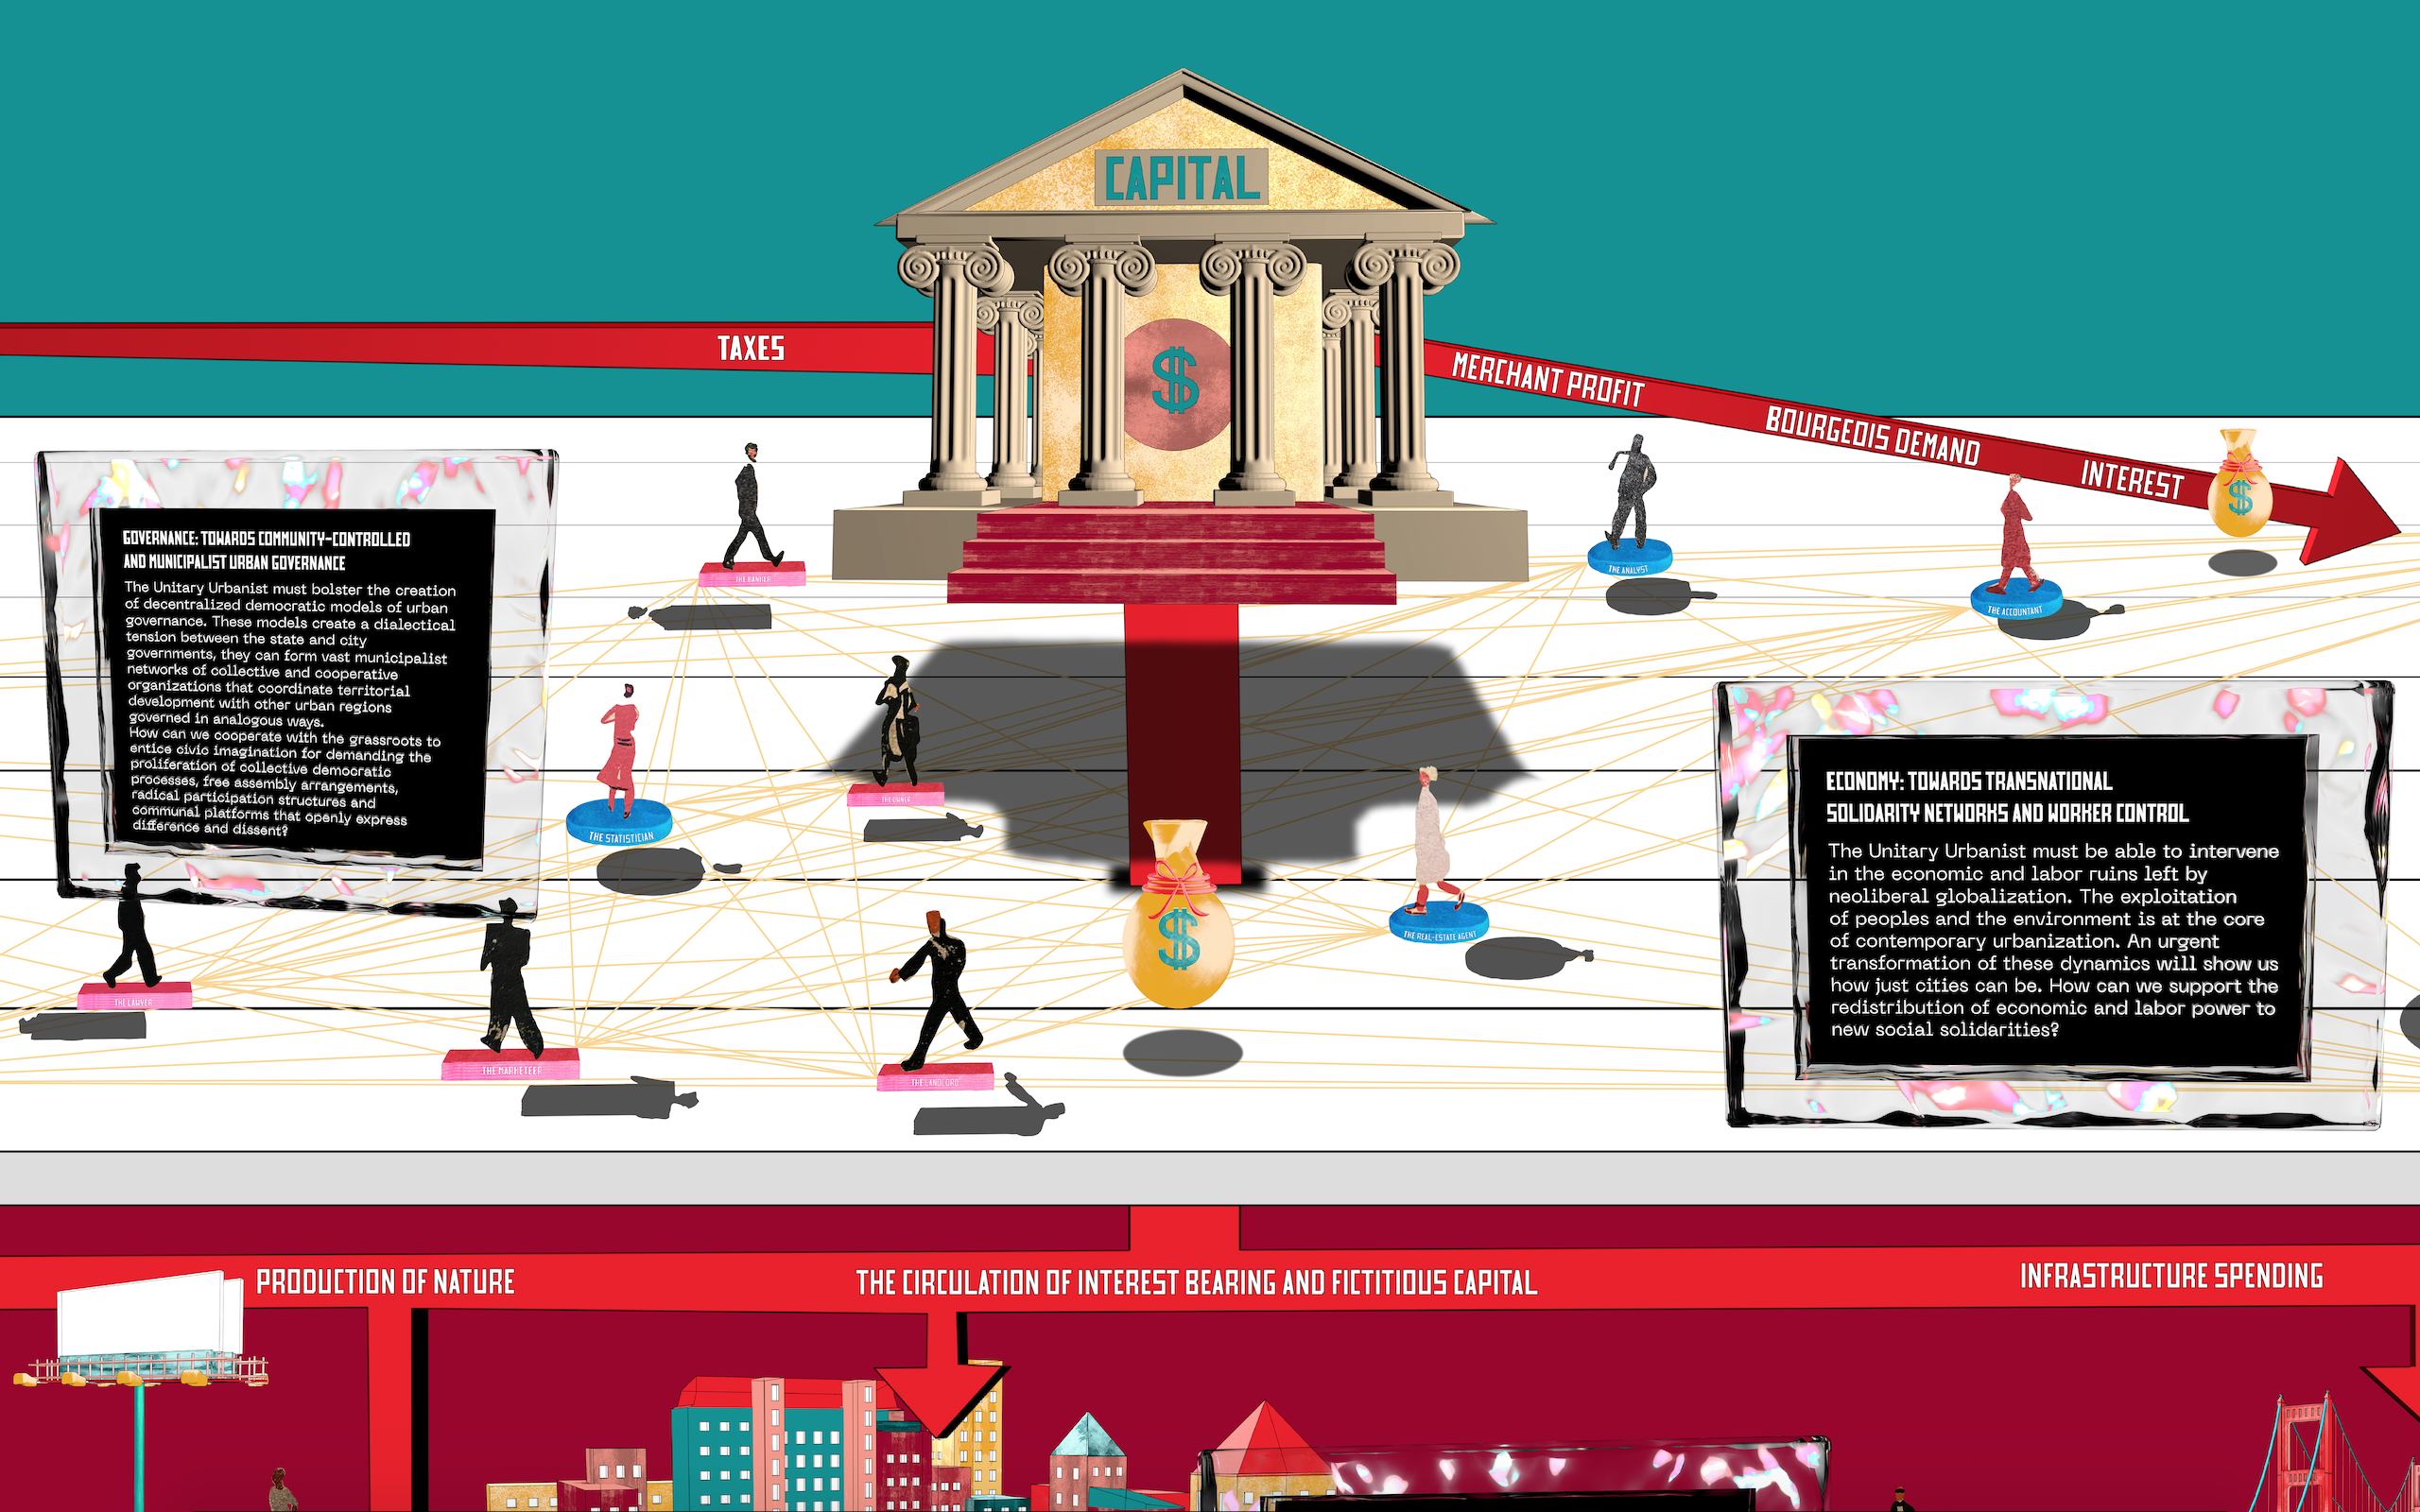 CAPITAL
$
TAXES
MERCHANT PROFIT
BOURGEOIS DEMAND
INTEREST
$
GOVERNANCE: TOWARDS COMMUNITY-CONTROLLED
AND MUNICIPALIST URBAN GOVERNANCE
The Unitary Urbanist must bolster the creation
of decentralized democratic models of urban
governance. These models create a dialectical
tension between the state and city
governments, they can form vast municipalist
networks of collective and cooperative
organizations that coordinate territorial
development with other urban regions
governed in analogous ways.
How can we cooperate with the grassroots to
entice civic imagination for demanding the
proliferation of collective democratic
processes, free assembly arrangements,
radical participation structures and
communal platforms that openly express
difference and dissent?
THE BANKER
THE ANALYST
THE ACCOUNTANT
THE OWNER
THE STATISTICIAN
THE REAL-ESTATE AGENT
$
ECONOMY: TOWARDS TRANSNATIONAL
SOLIDARITY NETWORKS AND WORKER CONTROL
The Unitary Urbanist must be able to intervene
in the economic and labor ruins left by
neoliberal globalization. The exploitation
of peoples and the environment is at the core
of contemporary urbanization. An urgent
transformation of these dynamics will show us
how just cities can be. How can we support the
redistribution of economic and labor power to
new social solidarities?
THE LAWYER
THE MARKETEER
THE LANDLORD
PRODUCTION OF NATURE
THE CIRCULATION OF INTEREST BEARING AND FICTITIOUS CAPITAL
INFRASTRUCTURE SPENDING